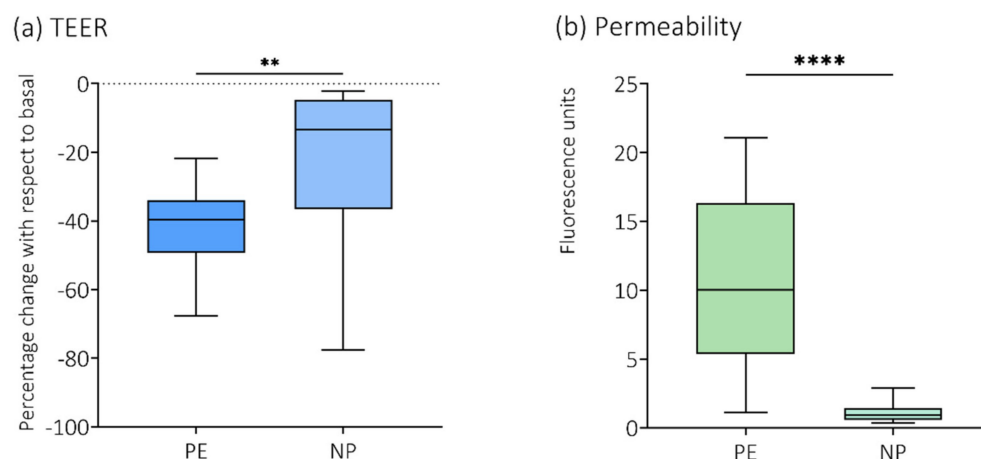 (a) TEER
**
Percentage change with respect to basal
0
-20
-40
-60
-80
-100
PE
NP
(b) Permeability
****
Fluorescence units
25
20
15
10
5
0
PE
NP